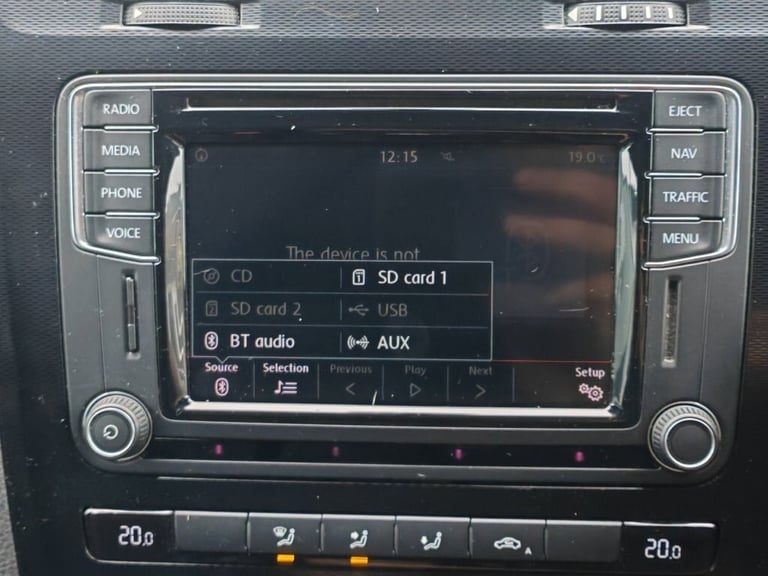 RADIO
EJECT
MEDIA
NAV
PHONE
TRAFFIC
VOICE
MENU
12:15
19.0°C
The device is not
CD
SD card 1
SD card 2
USB
BT audio
AUX
Source
Selection
Previous
Play
Next
Setup
20.0
A
20.0